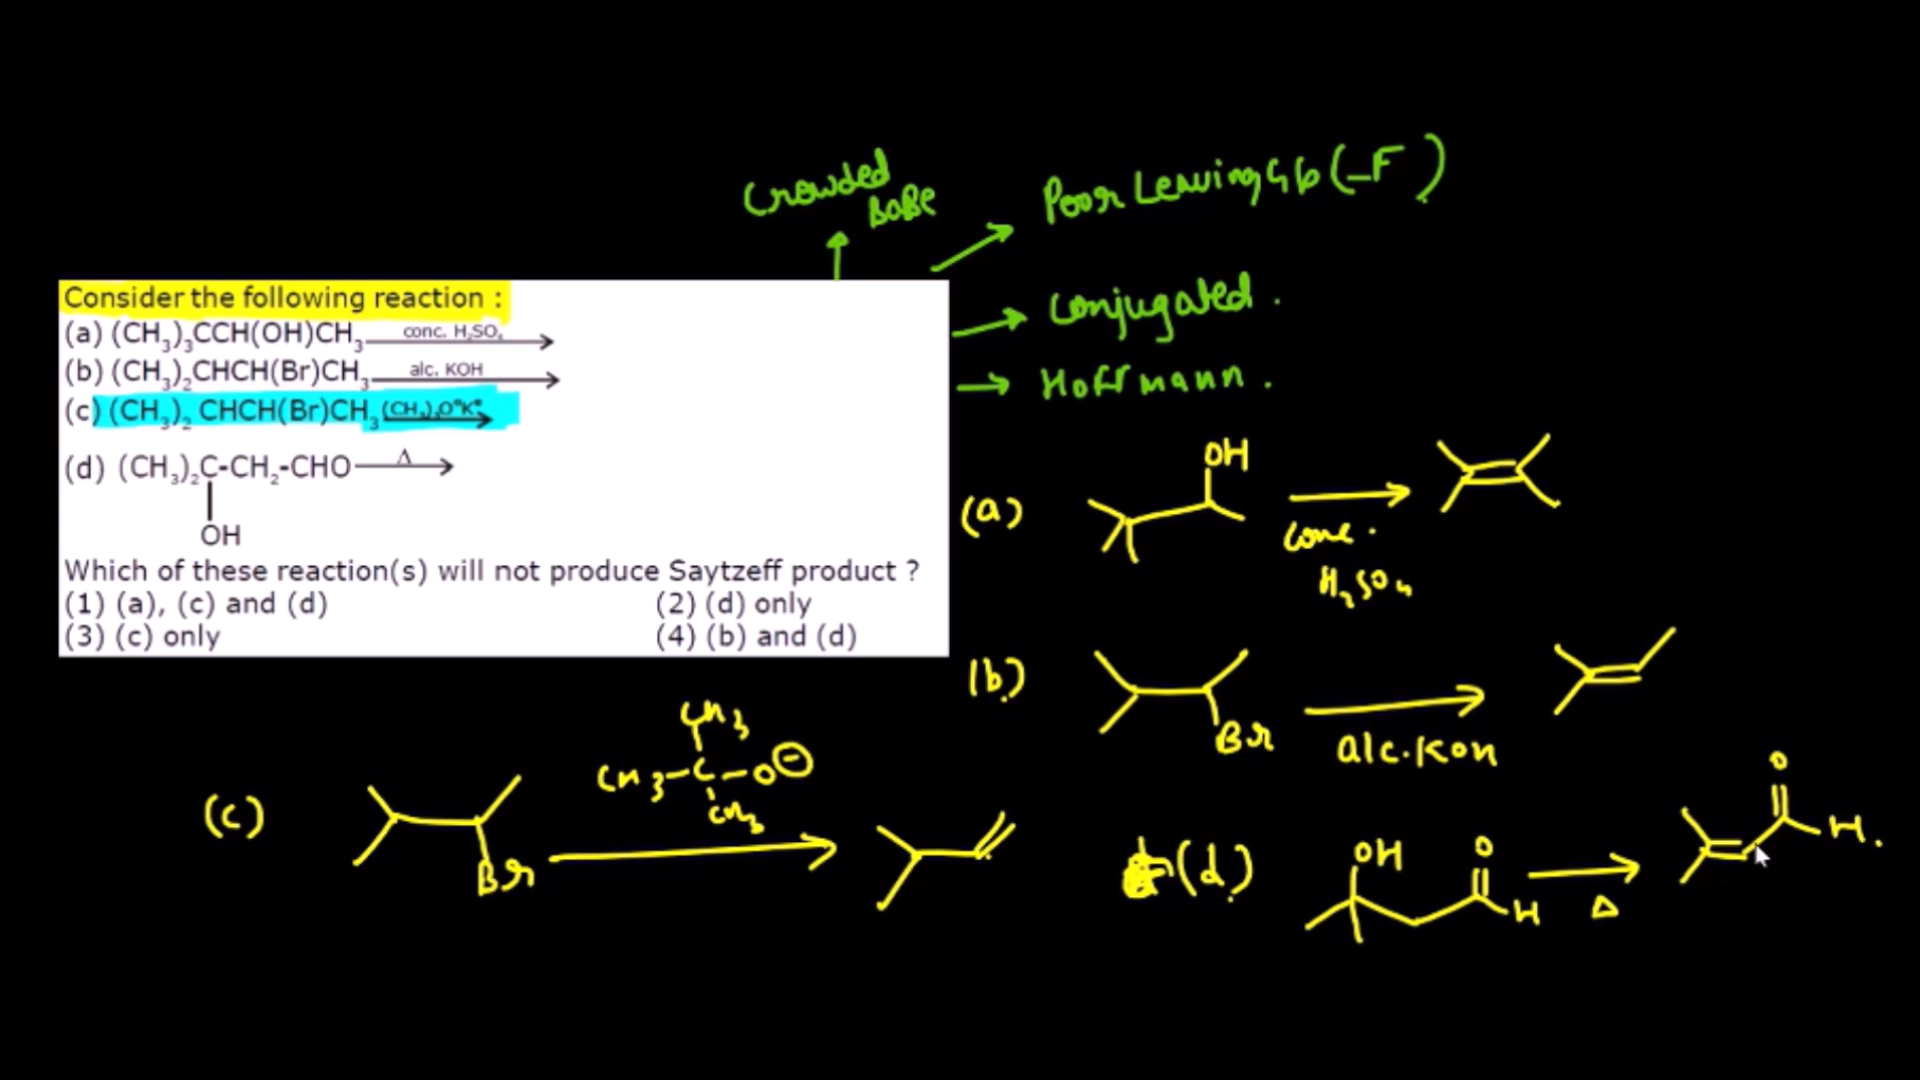 Crowded
BaBe
Poor Leaving Gp (–F)
Conjugated.
Hoffmann.
Consider the following reaction :
(a) (CH₃)₃CCH(OH)CH₃ conc. H₂SO₄ →
(b) (CH₃)₂CHCH(Br)CH₃ alc. KOH →
(c) (CH₃)₂ CHCH(Br)CH₃ (CH₃)₃O⊖K⊕ →
(d) (CH₃)₂C-CH₂-CHO Δ →
OH
Which of these reaction(s) will not produce Saytzeff product ?
(1) (a), (c) and (d) (2) (d) only
(3) (c) only (4) (b) and (d)
(a) OH
conc.
H₂SO₄
(b) Br
alc.KOH
(c) Br
CH₃
CH₃–C–O⊖
CH₃
(d) OH O H
Δ
O
H.